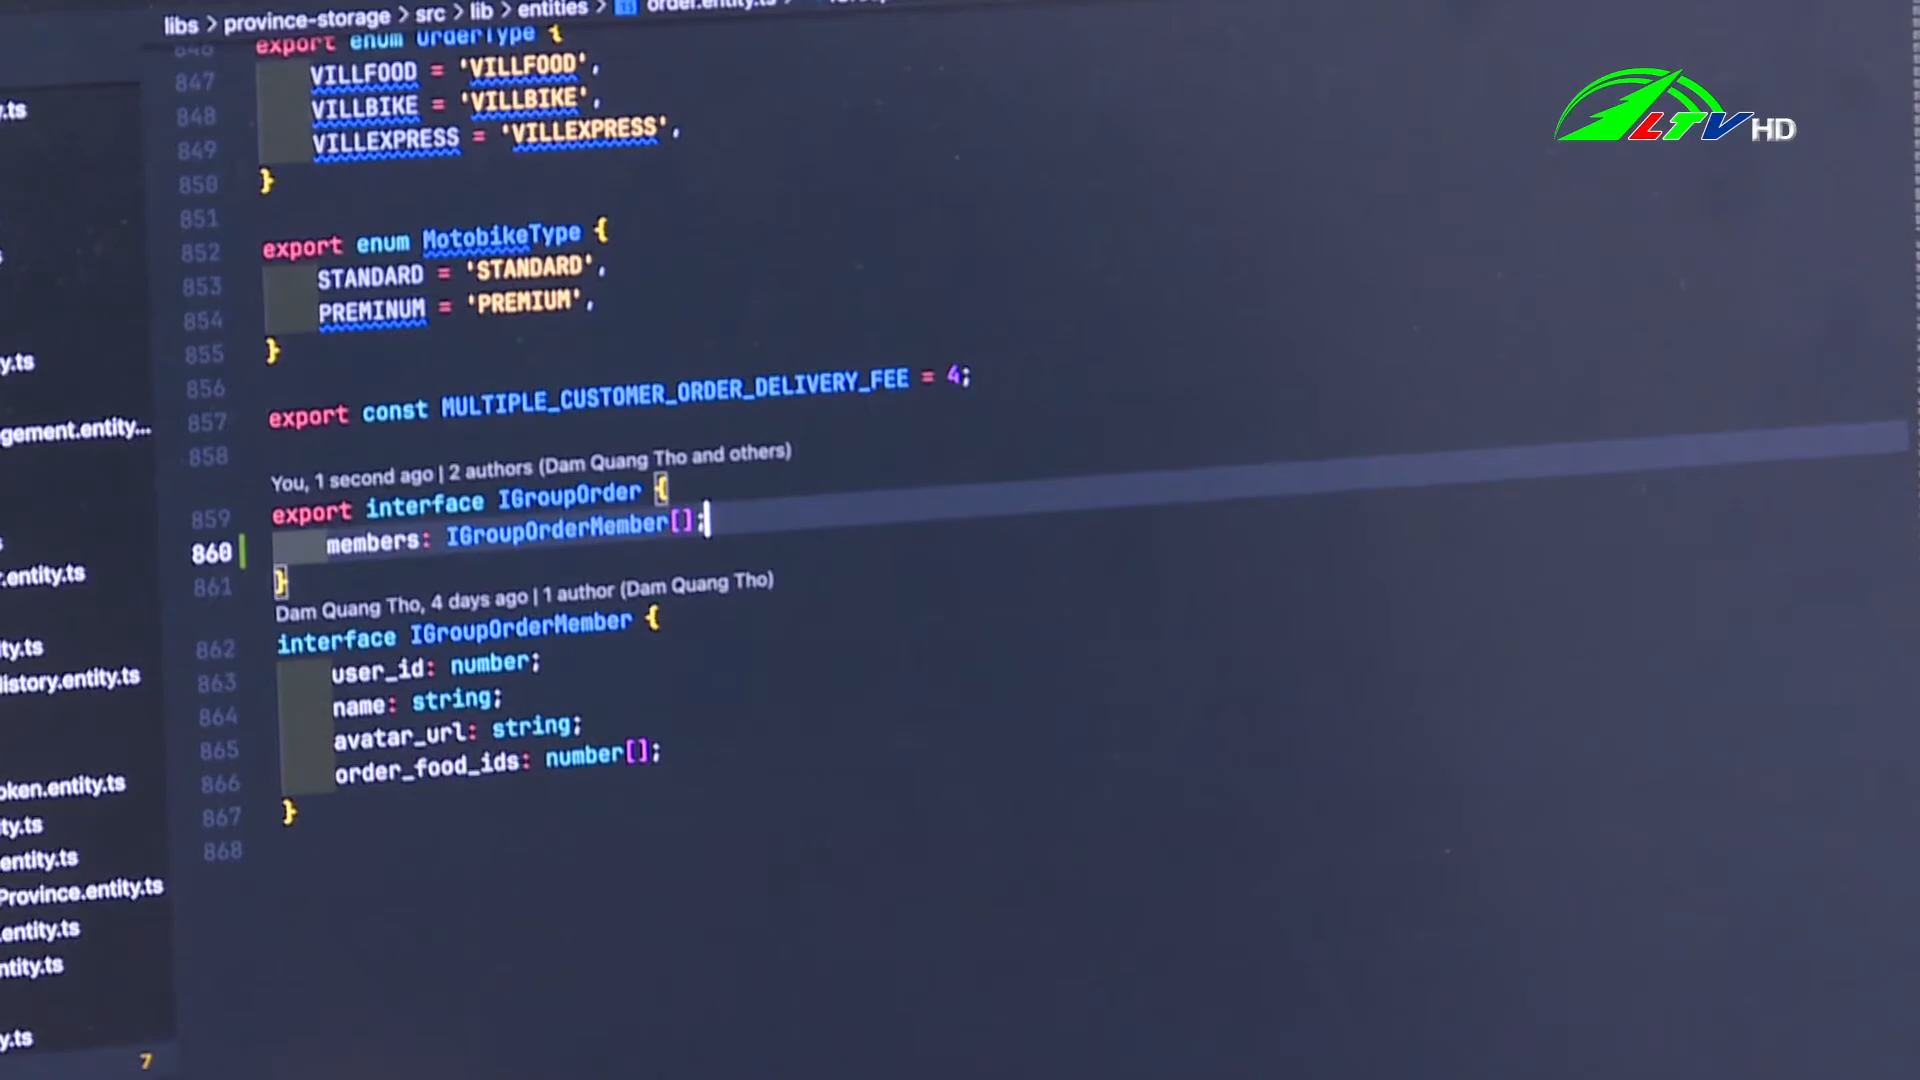 libs > province-storage > src > lib > entities > order.entity.ts >
846 export enum OrderType {
847 VILLFOOD = 'VILLFOOD',
848 VILLBIKE = 'VILLBIKE',
849 VILLEXPRESS = 'VILLEXPRESS',
850 }
851
852 export enum MotobikeType {
853 STANDARD = 'STANDARD',
854 PREMINUM = 'PREMIUM',
855 }
856
857 export const MULTIPLE_CUSTOMER_ORDER_DELIVERY_FEE = 4;
858
You, 1 second ago | 2 authors (Dam Quang Tho and others)
859 export interface IGroupOrder {
860 members: IGroupOrderMember[];
861 }
Dam Quang Tho, 4 days ago | 1 author (Dam Quang Tho)
862 interface IGroupOrderMember {
863 user_id: number;
864 name: string;
865 avatar_url: string;
866 order_food_ids: number[];
867 }
868
.ts
y.ts
gement.entity...
.entity.ts
ity.ts
listory.entity.ts
oken.entity.ts
ity.ts
entity.ts
Province.entity.ts
.entity.ts
ntity.ts
y.ts
7
LTV HD